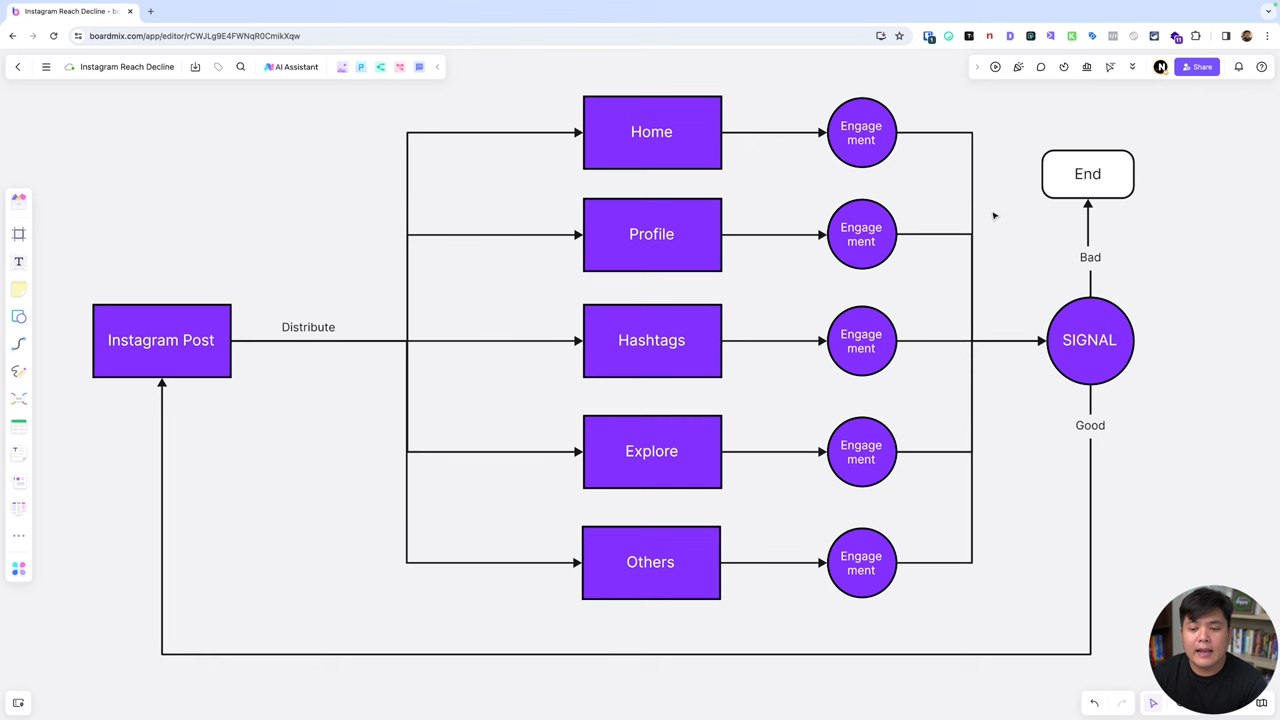 Instagram Reach Decline - bo
boardmix.com/app/editor/rCWJLg9E4FWNqR0CmikXqw
Instagram Reach Decline
AI Assistant
Share
Home
Engage
ment
End
Profile
Engage
ment
Bad
Instagram Post
Distribute
Hashtags
Engage
ment
SIGNAL
Good
Explore
Engage
ment
Others
Engage
ment